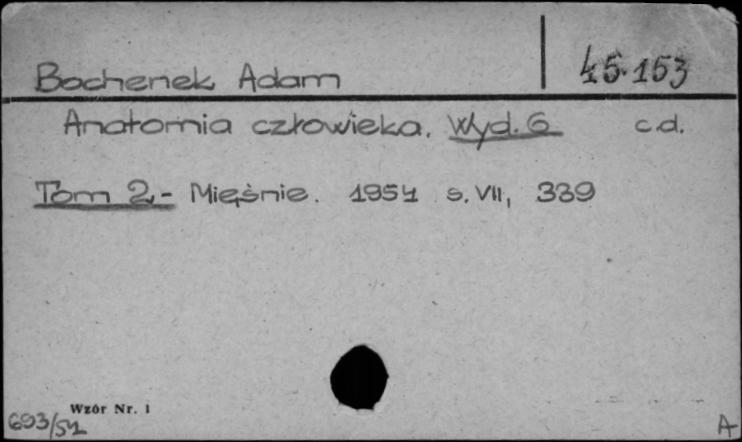 Bochenek Adam 45.153
Anatomia człowieka. Wyd. 6 c.d.
Tom 2.- Mięśnie. 1954 s. VII, 339
Wzór Nr. 1
693/54
A